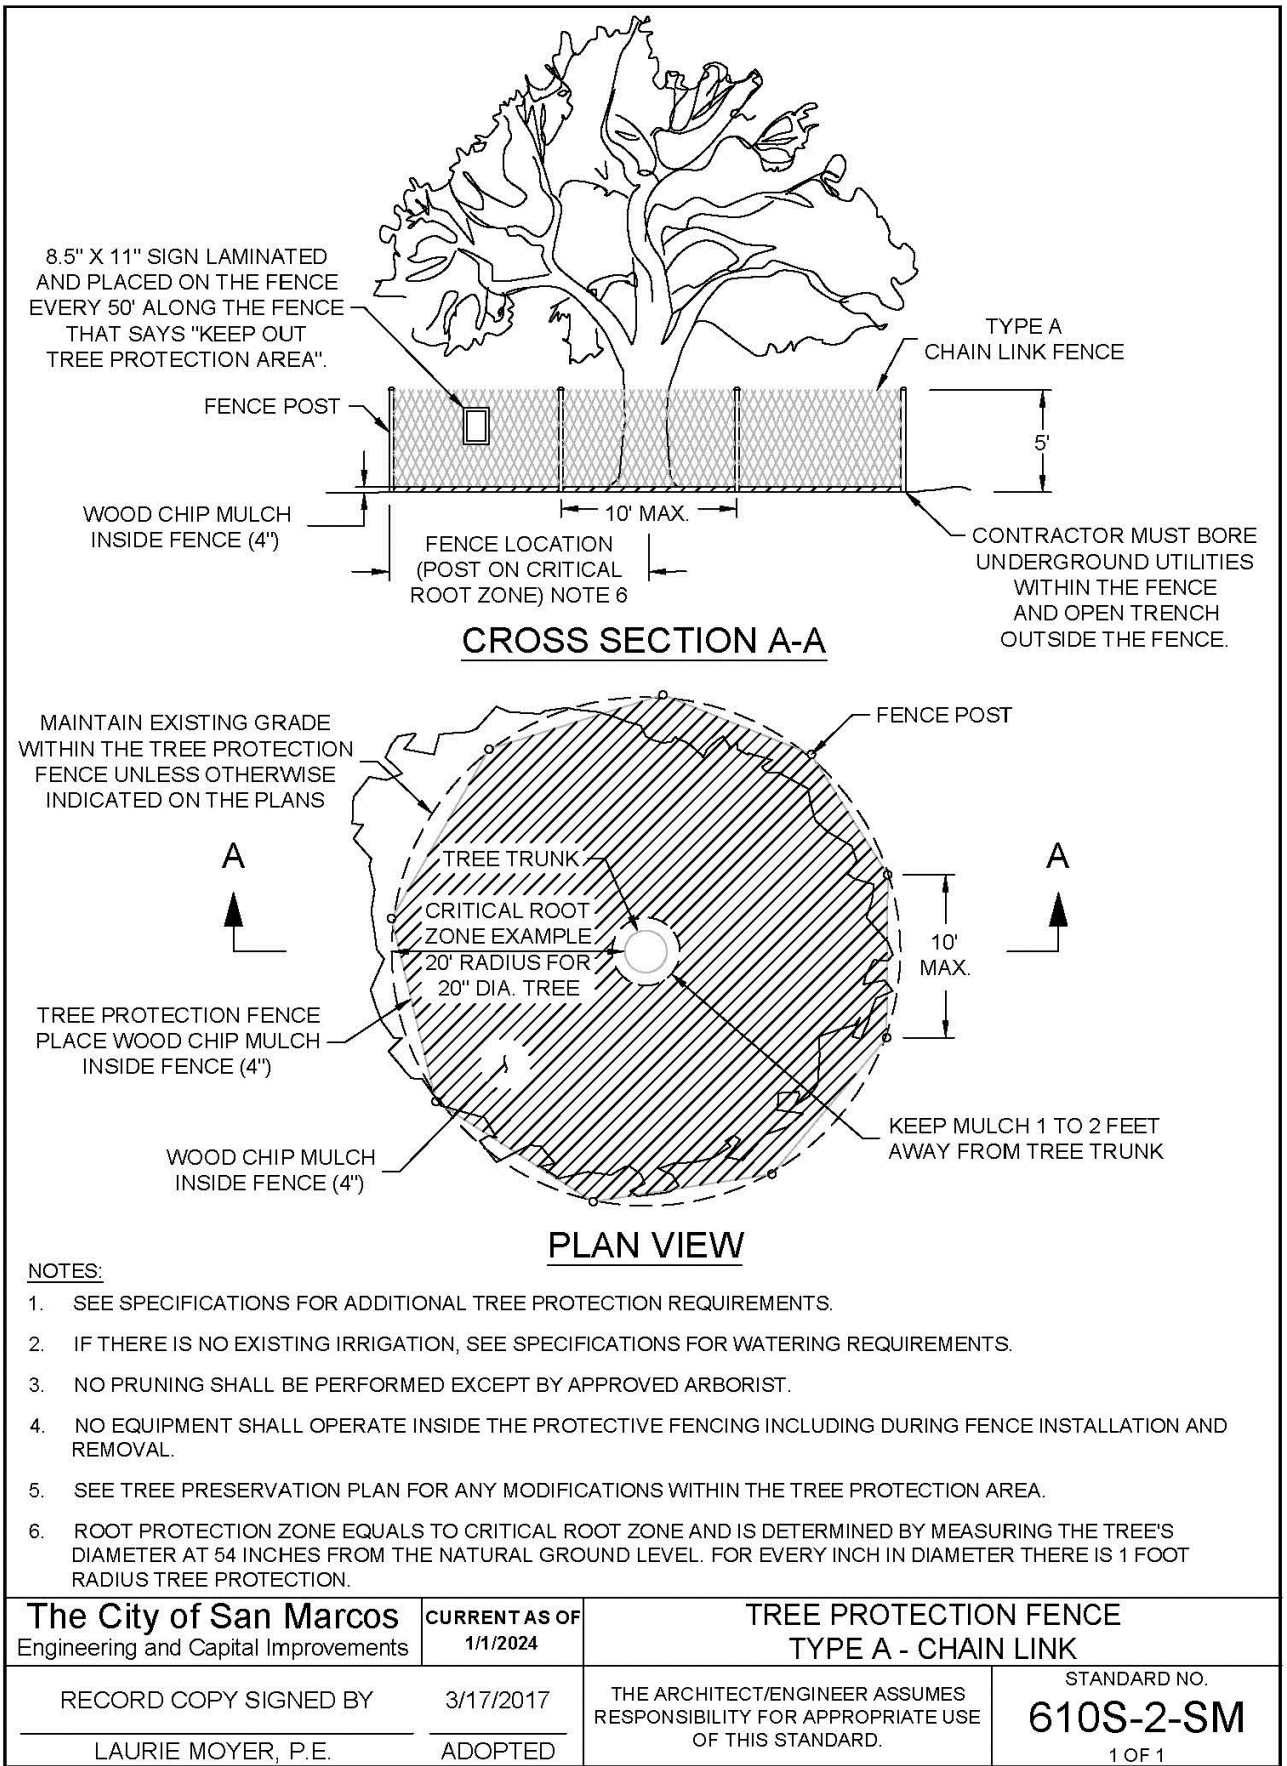 8.5" X 11" SIGN LAMINATED
AND PLACED ON THE FENCE
EVERY 50' ALONG THE FENCE
THAT SAYS "KEEP OUT
TREE PROTECTION AREA".
TYPE A
CHAIN LINK FENCE
FENCE POST
5'
WOOD CHIP MULCH
INSIDE FENCE (4")
10' MAX.
FENCE LOCATION
(POST ON CRITICAL
ROOT ZONE) NOTE 6
CONTRACTOR MUST BORE
UNDERGROUND UTILITIES
WITHIN THE FENCE
AND OPEN TRENCH
OUTSIDE THE FENCE.
CROSS SECTION A-A
MAINTAIN EXISTING GRADE
WITHIN THE TREE PROTECTION
FENCE UNLESS OTHERWISE
INDICATED ON THE PLANS
FENCE POST
A
A
TREE TRUNK
CRITICAL ROOT
ZONE EXAMPLE
20' RADIUS FOR
20" DIA. TREE
10'
MAX.
TREE PROTECTION FENCE
PLACE WOOD CHIP MULCH
INSIDE FENCE (4")
KEEP MULCH 1 TO 2 FEET
AWAY FROM TREE TRUNK
WOOD CHIP MULCH
INSIDE FENCE (4")
PLAN VIEW
NOTES:
1. SEE SPECIFICATIONS FOR ADDITIONAL TREE PROTECTION REQUIREMENTS.
2. IF THERE IS NO EXISTING IRRIGATION, SEE SPECIFICATIONS FOR WATERING REQUIREMENTS.
3. NO PRUNING SHALL BE PERFORMED EXCEPT BY APPROVED ARBORIST.
4. NO EQUIPMENT SHALL OPERATE INSIDE THE PROTECTIVE FENCING INCLUDING DURING FENCE INSTALLATION AND
REMOVAL.
5. SEE TREE PRESERVATION PLAN FOR ANY MODIFICATIONS WITHIN THE TREE PROTECTION AREA.
6. ROOT PROTECTION ZONE EQUALS TO CRITICAL ROOT ZONE AND IS DETERMINED BY MEASURING THE TREE'S
DIAMETER AT 54 INCHES FROM THE NATURAL GROUND LEVEL. FOR EVERY INCH IN DIAMETER THERE IS 1 FOOT
RADIUS TREE PROTECTION.
The City of San Marcos
Engineering and Capital Improvements
CURRENT AS OF
1/1/2024
TREE PROTECTION FENCE
TYPE A - CHAIN LINK
RECORD COPY SIGNED BY
LAURIE MOYER, P.E.
3/17/2017
ADOPTED
THE ARCHITECT/ENGINEER ASSUMES
RESPONSIBILITY FOR APPROPRIATE USE
OF THIS STANDARD.
STANDARD NO.
610S-2-SM
1 OF 1